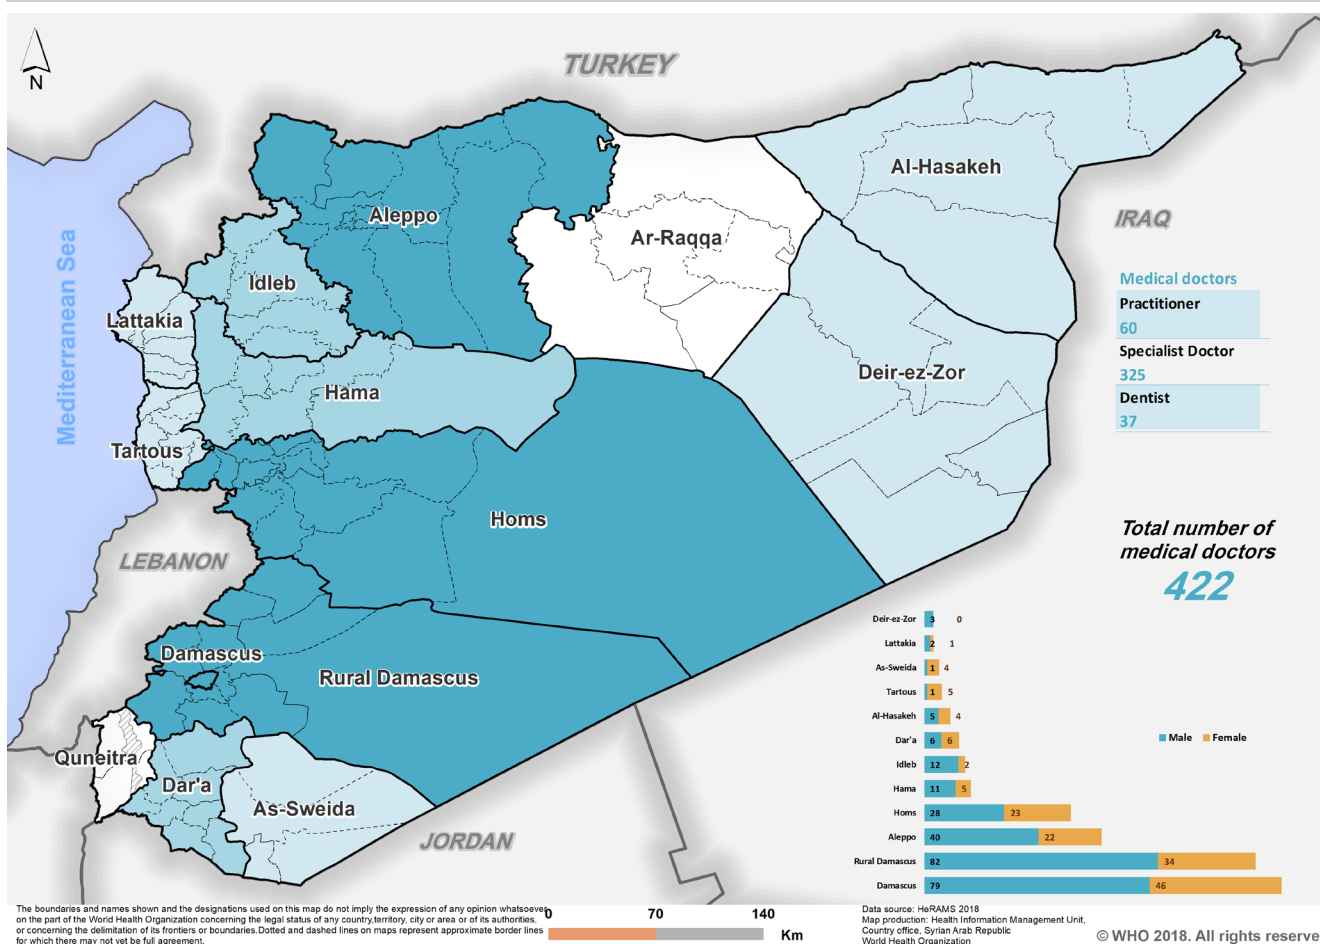 N
TURKEY
Al-Hasakeh
Aleppo
IRAQ
Ar-Raqqa
Mediterranean Sea
Idleb
Lattakia
Deir-ez-Zor
Hama
Tartous
Homs
LEBANON
Damascus
Rural Damascus
Quneitra
Dar'a
As-Sweida
JORDAN
Medical doctors
Practitioner
60
Specialist Doctor
325
Dentist
37
Total number of
medical doctors
422
Deir-ez-Zor 3 0
Lattakia 2 1
As-Sweida 1 4
Tartous 1 5
Al-Hasakeh 5 4
Dar'a 6 6
Idleb 12 2
Hama 11 5
Homs 28 23
Aleppo 40 22
Rural Damascus 82 34
Damascus 79 46
Male Female
The boundaries and names shown and the designations used on this map do not imply the expression of any opinion whatsoever
on the part of the World Health Organization concerning the legal status of any country,territory, city or area or of its authorities,
or concerning the delimitation of its frontiers or boundaries.Dotted and dashed lines on maps represent approximate border lines
for which there may not yet be full agreement.
0 70 140
Km
Data source: HeRAMS 2018
Map production: Health Information Management Unit,
Country office, Syrian Arab Republic
World Health Organization
© WHO 2018. All rights reserve